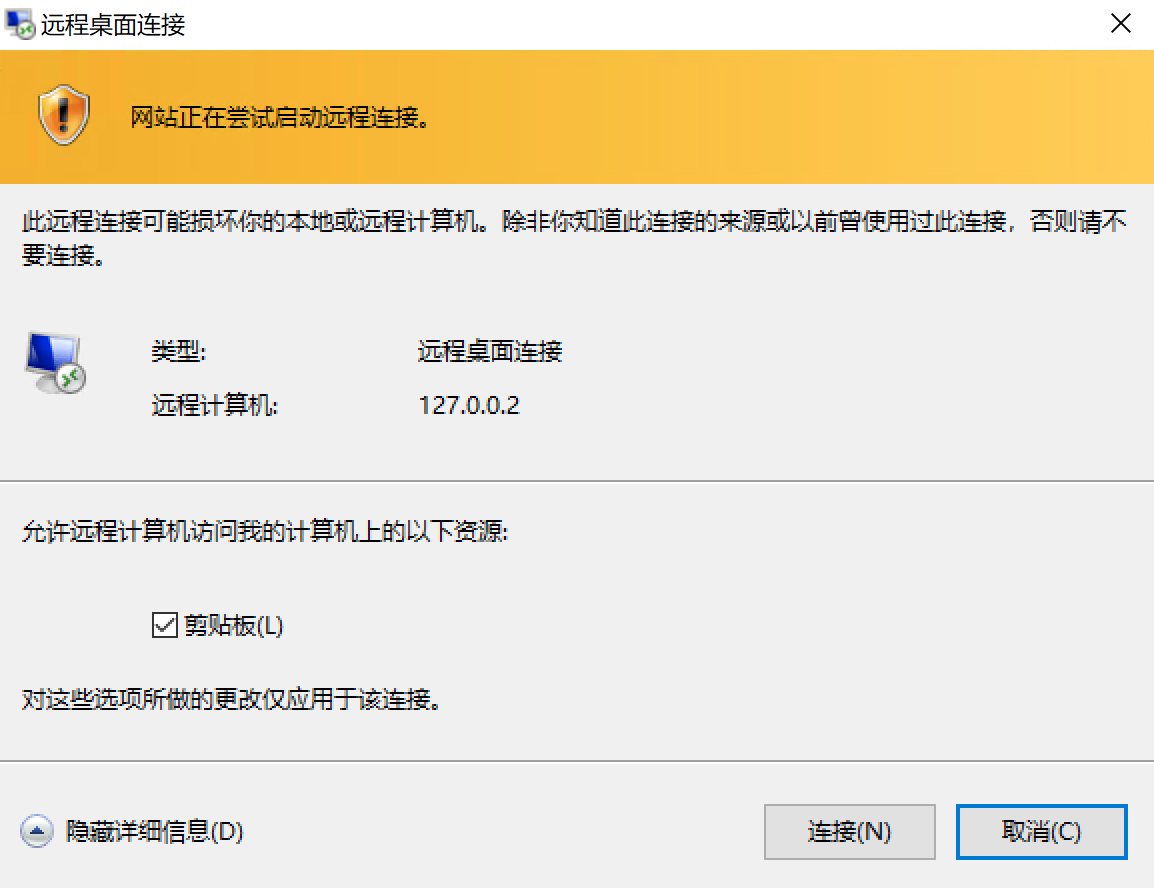 远程桌面连接
网站正在尝试启动远程连接。
此远程连接可能损坏你的本地或远程计算机。除非你知道此连接的来源或以前曾使用过此连接，否则请不
要连接。
类型: 远程桌面连接
远程计算机: 127.0.0.2
允许远程计算机访问我的计算机上的以下资源:
剪贴板(L)
对这些选项所做的更改仅应用于该连接。
隐藏详细信息(D) 连接(N) 取消(C)